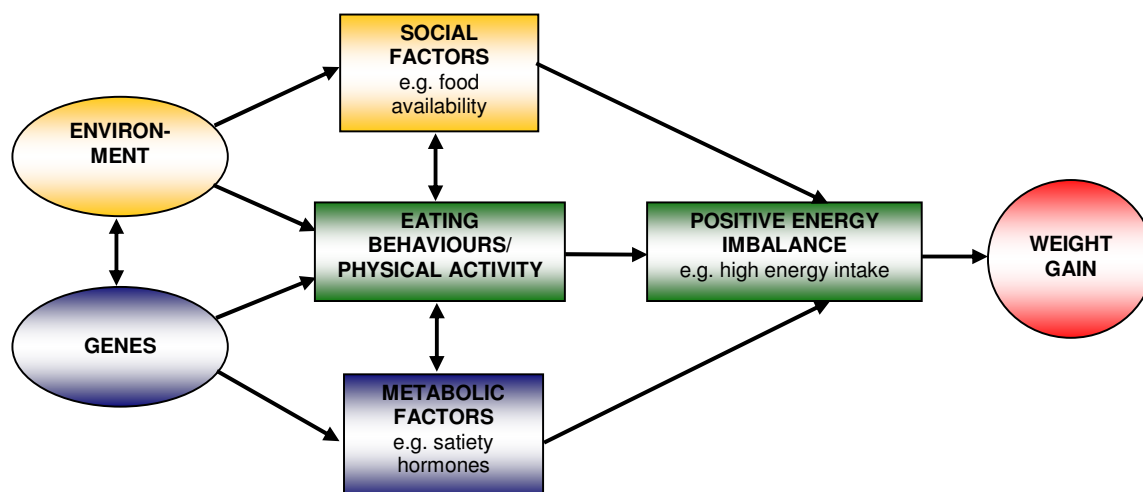 SOCIAL
FACTORS
e.g. food
availability
ENVIRON-
MENT
EATING
BEHAVIOURS/
PHYSICAL ACTIVITY
POSITIVE ENERGY
IMBALANCE
e.g. high energy intake
WEIGHT
GAIN
GENES
METABOLIC
FACTORS
e.g. satiety
hormones